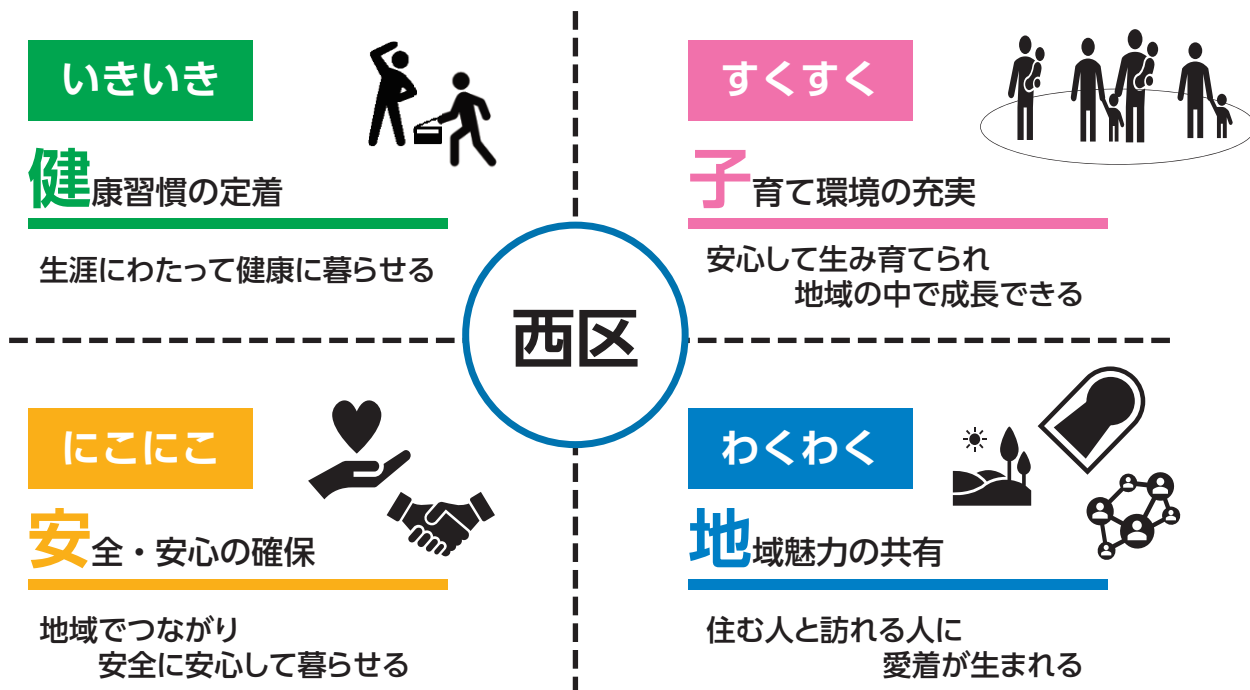 いきいき
健康習慣の定着
生涯にわたって健康に暮らせる
すくすく
子育て環境の充実
安心して生み育てられ
地域の中で成長できる
西区
にこにこ
安全・安心の確保
地域でつながり
安全に安心して暮らせる
わくわく
地域魅力の共有
住む人と訪れる人に
愛着が生まれる